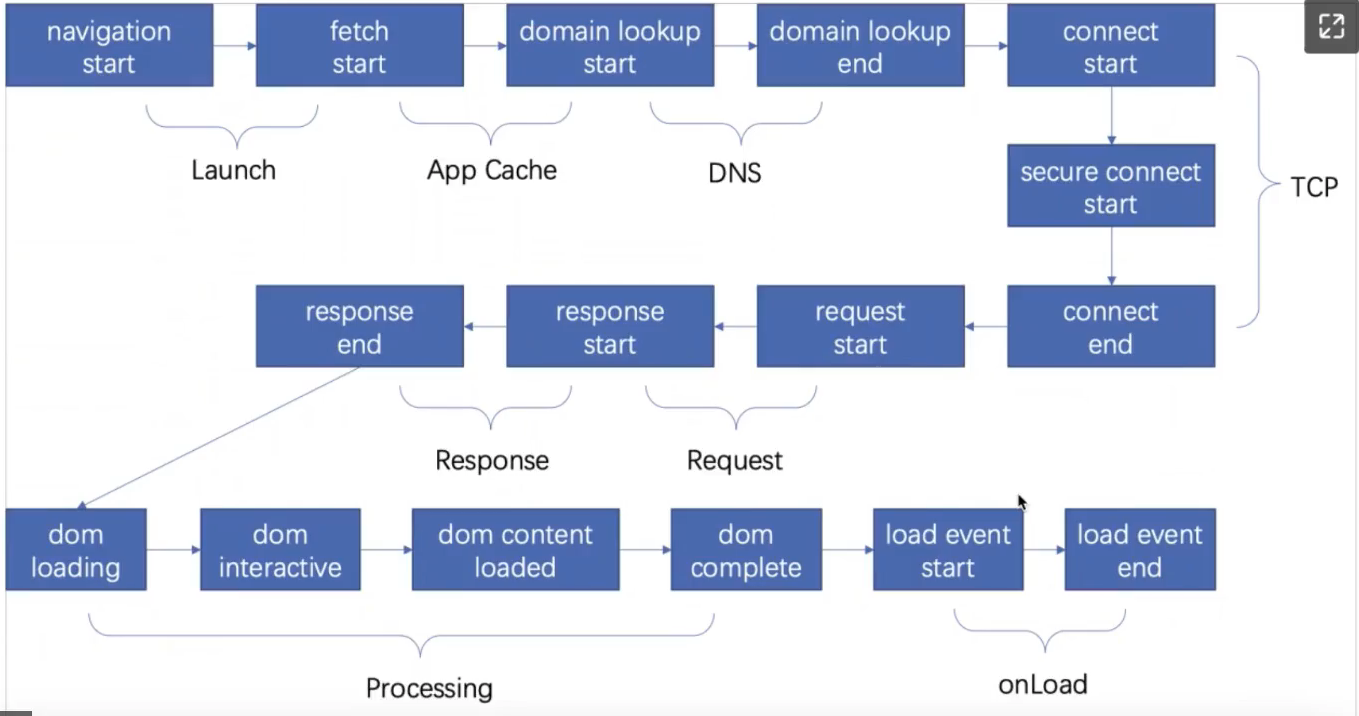 navigation
start
fetch
start
domain lookup
start
domain lookup
end
connect
start
Launch
App Cache
DNS
secure connect
start
TCP
response
end
response
start
request
start
connect
end
Response
Request
dom
loading
dom
interactive
dom content
loaded
dom
complete
load event
start
load event
end
Processing
onLoad